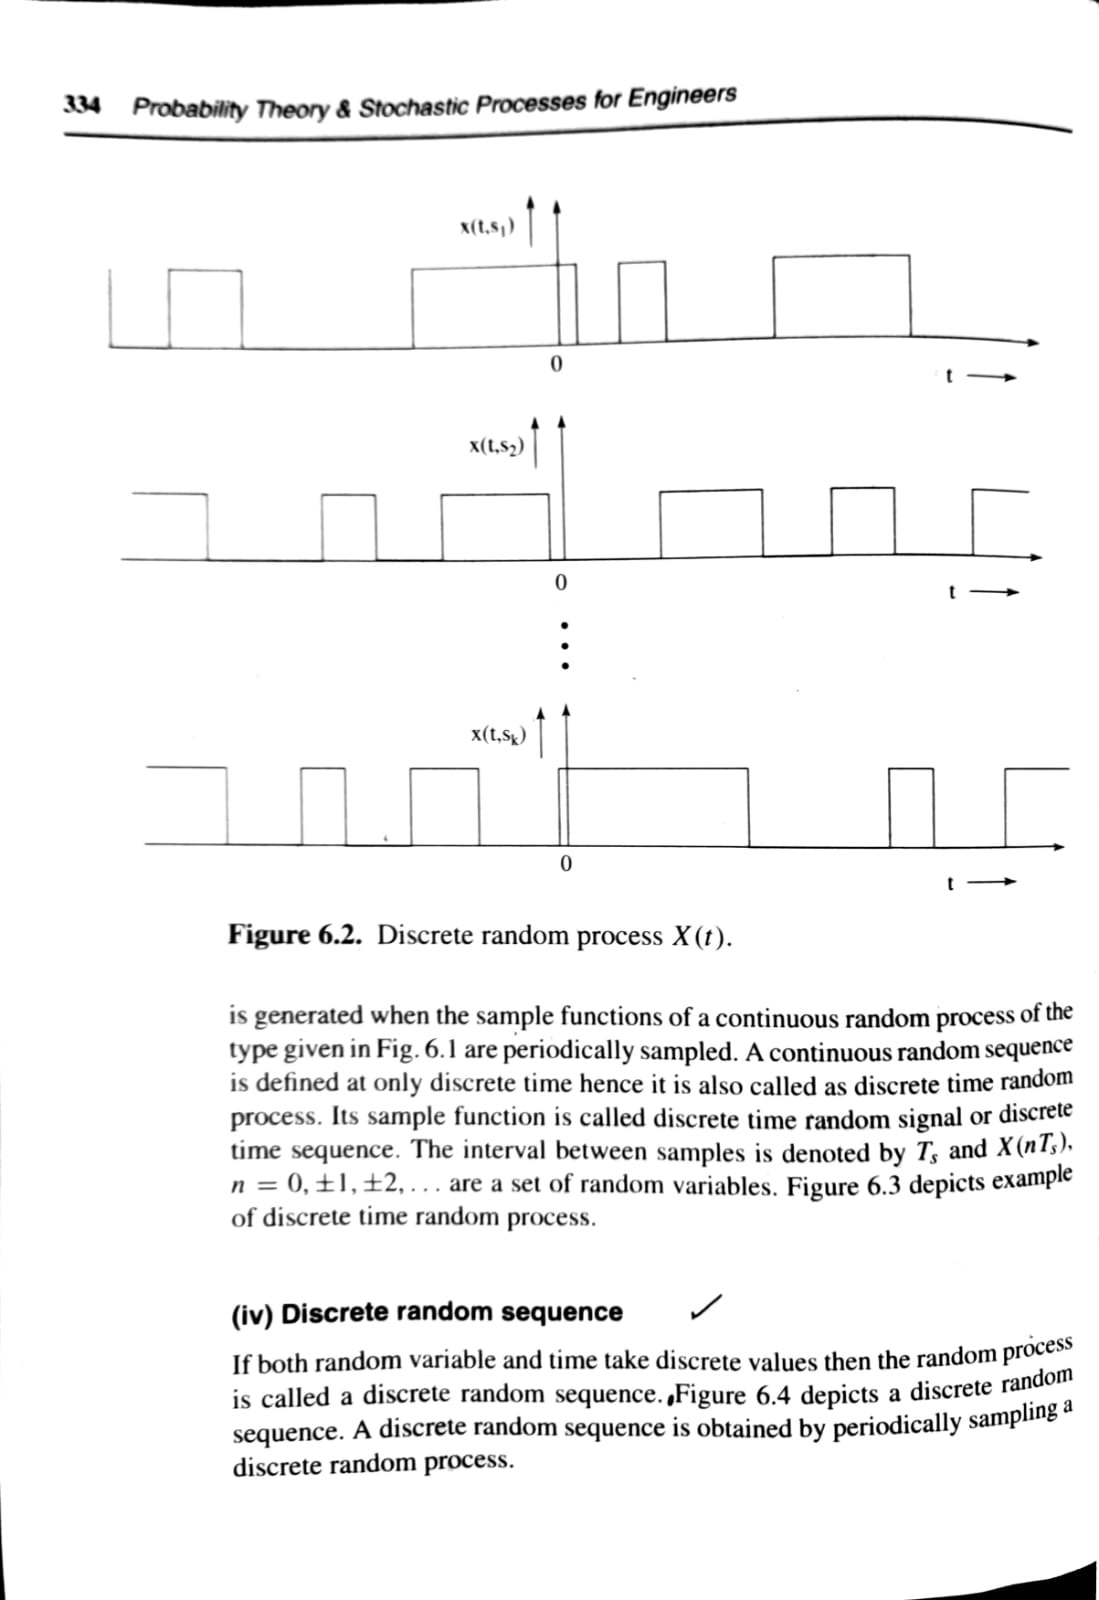 334 Probability Theory & Stochastic Processes for Engineers
x(t,s₁)
0
t
x(t,s₂)
0
t
x(t,sₖ)
0
t
Figure 6.2. Discrete random process X(t).
is generated when the sample functions of a continuous random process of the
type given in Fig. 6.1 are periodically sampled. A continuous random sequence
is defined at only discrete time hence it is also called as discrete time random
process. Its sample function is called discrete time random signal or discrete
time sequence. The interval between samples is denoted by Tₛ and X(nTₛ),
n = 0, ±1, ±2, ... are a set of random variables. Figure 6.3 depicts example
of discrete time random process.
(iv) Discrete random sequence
If both random variable and time take discrete values then the random process
is called a discrete random sequence. Figure 6.4 depicts a discrete random
sequence. A discrete random sequence is obtained by periodically sampling a
discrete random process.